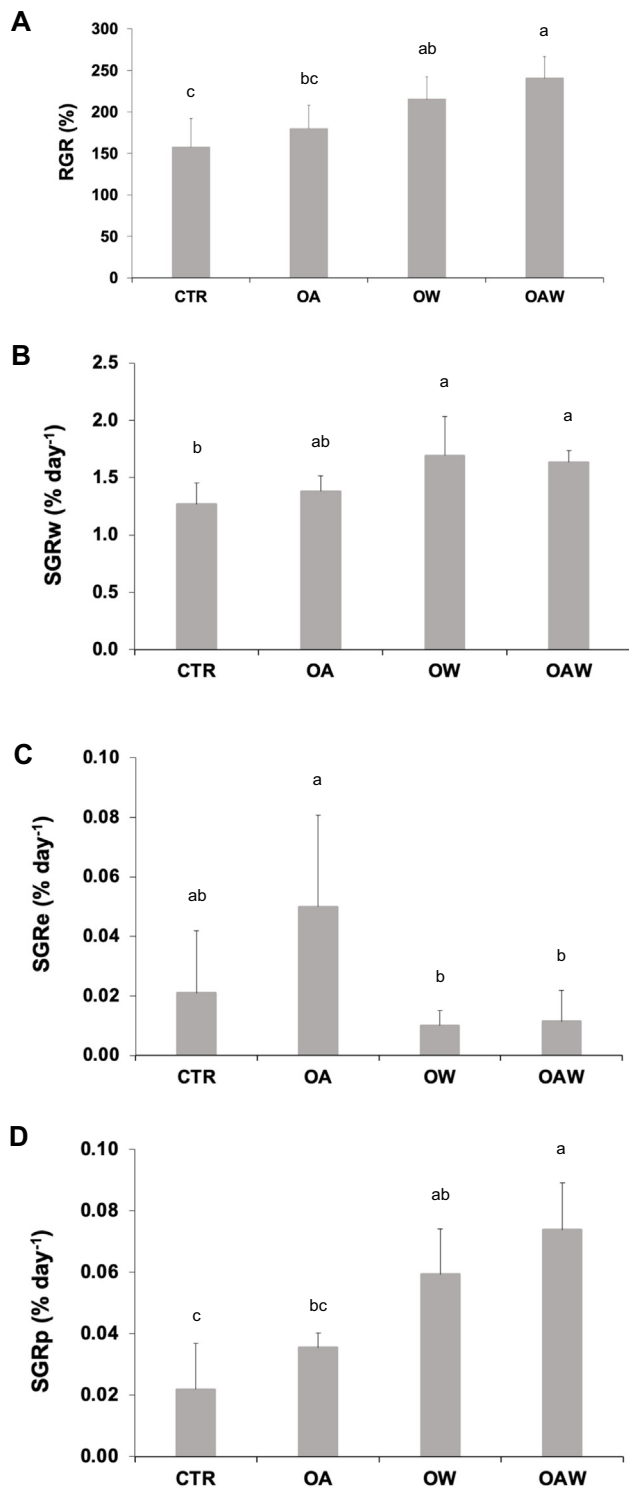 A
300
a
ab
250
bc
c
200
RGR (%)
150
100
50
0
CTR OA OW OAW
B
2.5
a
a
2.0
ab
b
SGRw (% day-1)
1.5
1.0
0.5
0.0
CTR OA OW OAW
C
0.10
a
0.08
SGRe (% day-1)
0.06
ab
0.04
b
b
0.02
0.00
CTR OA OW OAW
D
0.10
a
ab
0.08
SGRp (% day-1)
0.06
bc
c
0.04
0.02
0.00
CTR OA OW OAW